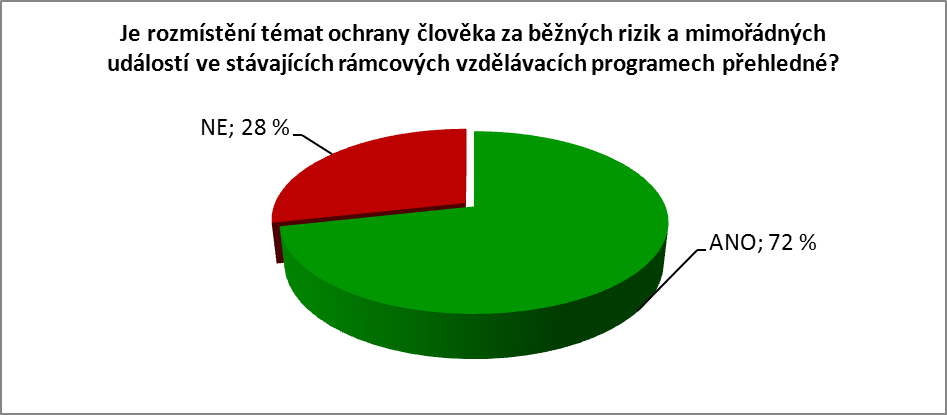 Je rozmístění témat ochrany člověka za běžných rizik a mimořádných
událostí ve stávajících rámcových vzdělávacích programech přehledné?
NE; 28 %
ANO; 72 %